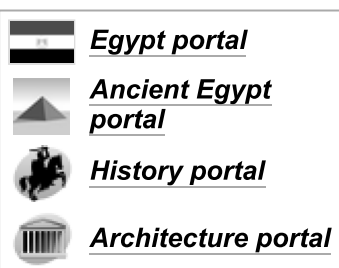 Egypt portal
Ancient Egypt
portal
History portal
Architecture portal